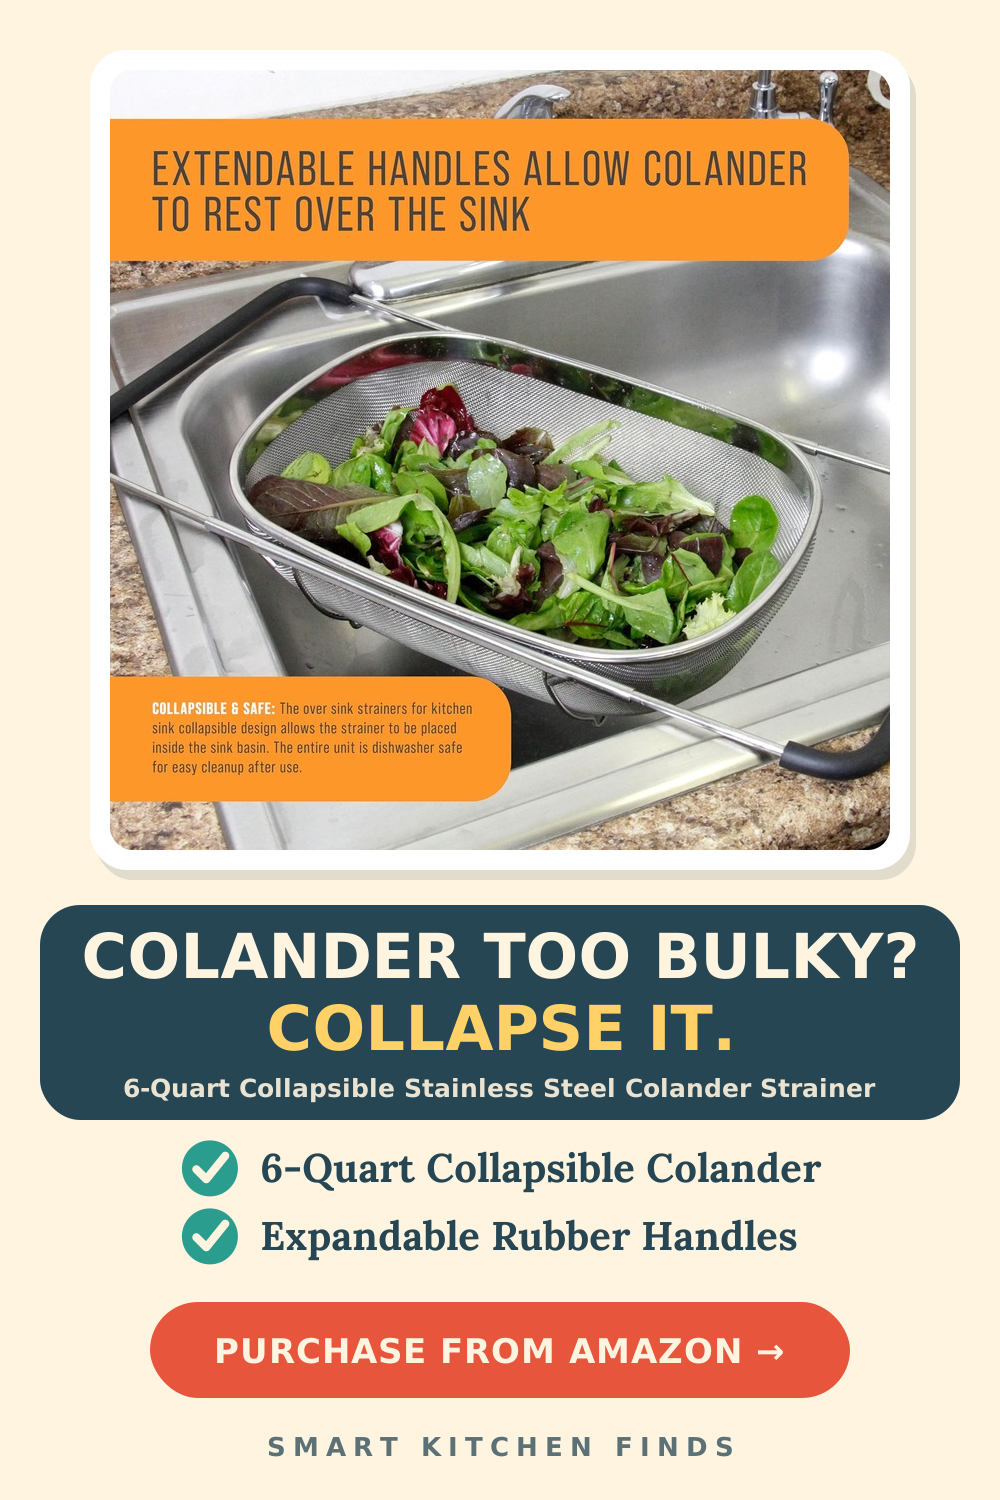 EXTENDABLE HANDLES ALLOW COLANDER
TO REST OVER THE SINK
COLLAPSIBLE & SAFE: The over sink strainers for kitchen
sink collapsible design allows the strainer to be placed
inside the sink basin. The entire unit is dishwasher safe
for easy cleanup after use.
COLANDER TOO BULKY?
COLLAPSE IT.
6-Quart Collapsible Stainless Steel Colander Strainer
6-Quart Collapsible Colander
Expandable Rubber Handles
PURCHASE FROM AMAZON →
SMART KITCHEN FINDS